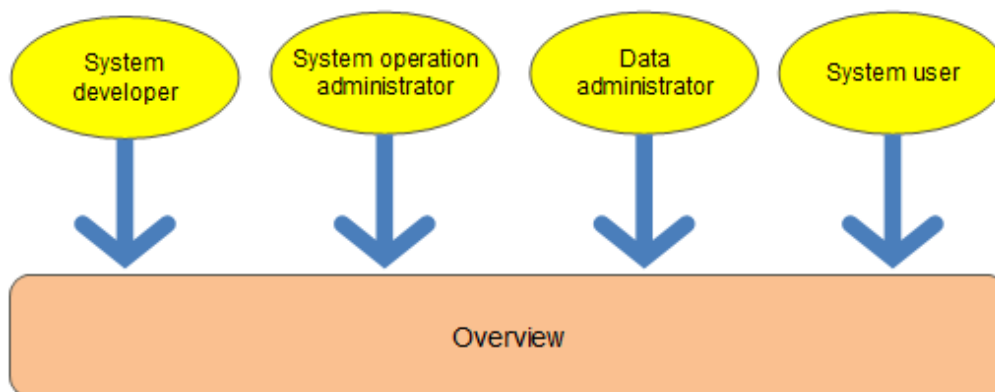 System
developer
System operation
administrator
Data
administrator
System user
Overview